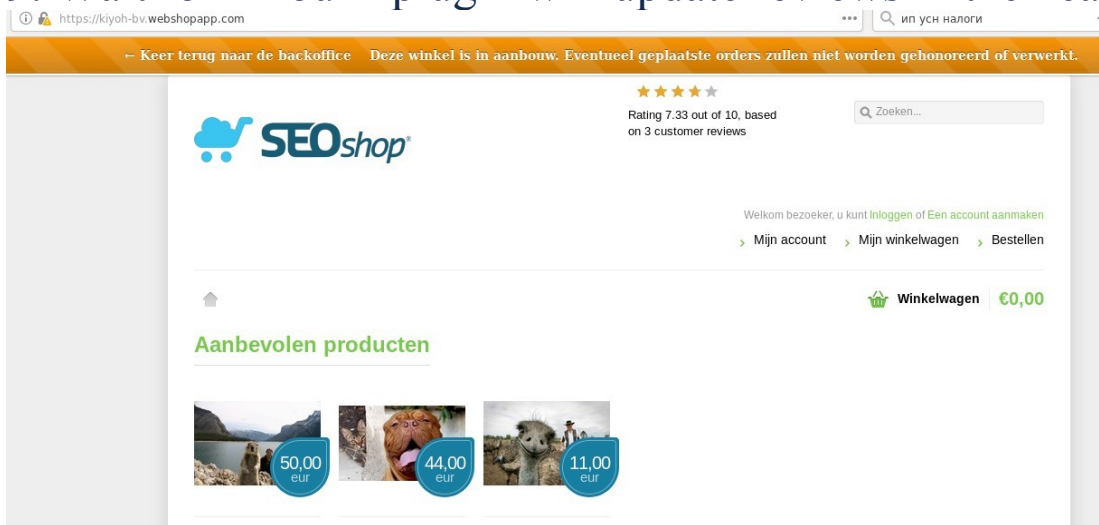 https://kiyoh-bv.webshopapp.com
ип усн налоги
← Keer terug naar de backoffice Deze winkel is in aanbouw. Eventueel geplaatste orders zullen niet worden gehonoreerd of verwerkt.
Rating 7.33 out of 10, based
on 3 customer reviews
Zoeken...
SEOshop®
Welkom bezoeker, u kunt Inloggen of Een account aanmaken
› Mijn account › Mijn winkelwagen › Bestellen
Winkelwagen €0,00
Aanbevolen producten
50,00
eur
44,00
eur
11,00
eur